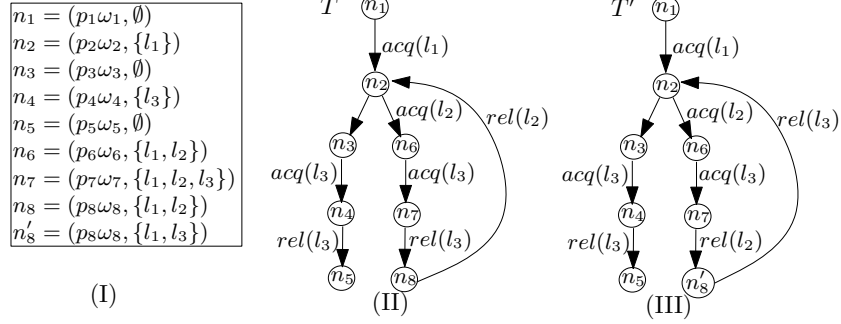 n₁ = (p₁ω₁, ∅)
n₂ = (p₂ω₂, {l₁})
n₃ = (p₃ω₃, ∅)
n₄ = (p₄ω₄, {l₃})
n₅ = (p₅ω₅, ∅)
n₆ = (p₆ω₆, {l₁, l₂})
n₇ = (p₇ω₇, {l₁, l₂, l₃})
n₈ = (p₈ω₈, {l₁, l₂})
n′₈ = (p₈ω₈, {l₁, l₃})
(I)
T n₁
acq(l₁)
n₂
acq(l₂) rel(l₂)
n₃ n₆
acq(l₃) acq(l₃)
n₄ n₇
rel(l₃) rel(l₃)
n₅ n₈
(II)
T′ n₁
acq(l₁)
n₂
acq(l₂) rel(l₃)
n₃ n₆
acq(l₃) acq(l₃)
n₄ n₇
rel(l₃) rel(l₂)
n₅ n′₈
(III)